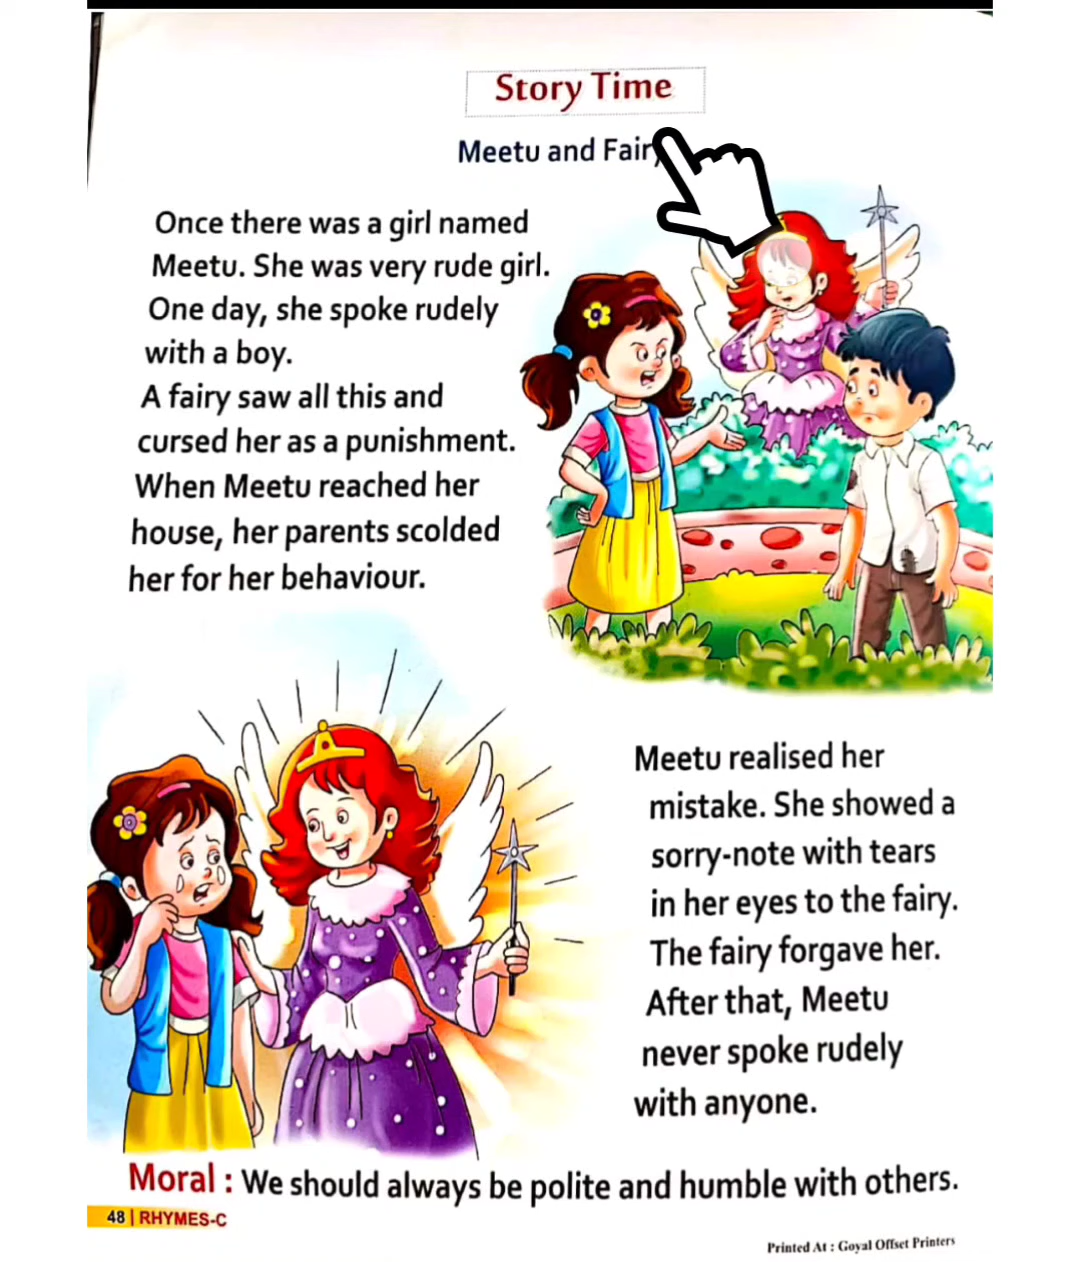 Story Time
Meetu and Fairy
Once there was a girl named
Meetu. She was very rude girl.
One day, she spoke rudely
with a boy.
A fairy saw all this and
cursed her as a punishment.
When Meetu reached her
house, her parents scolded
her for her behaviour.
Meetu realised her
mistake. She showed a
sorry-note with tears
in her eyes to the fairy.
The fairy forgave her.
After that, Meetu
never spoke rudely
with anyone.
Moral : We should always be polite and humble with others.
48 | RHYMES-C
Printed At : Goyal Offset Printers